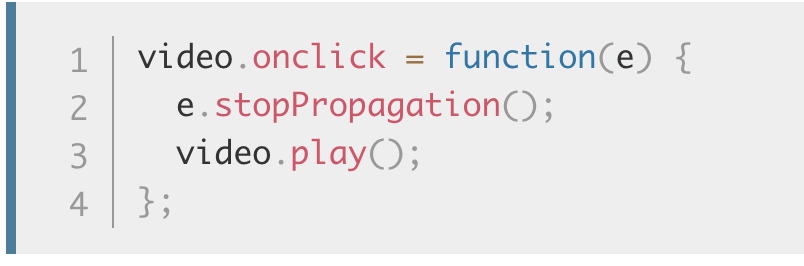 1 video.onclick = function(e) {
2   e.stopPropagation();
3   video.play();
4 };